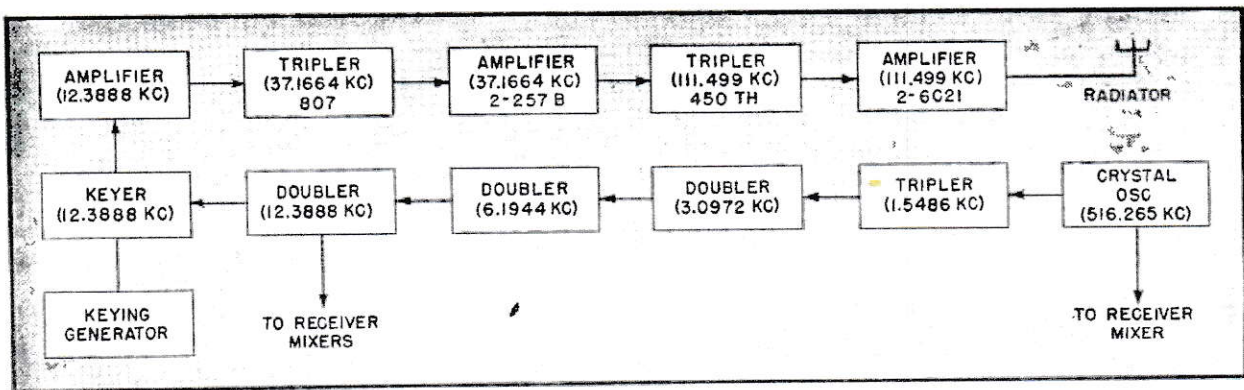 AMPLIFIER
(12.3888 KC)
TRIPLER
(37.1664 KC)
807
AMPLIFIER
(37.1664 KC)
2-257 B
TRIPLER
(111.499 KC)
450 TH
AMPLIFIER
(111.499 KC)
2-6C21
RADIATOR
KEYER
(12.3888 KC)
DOUBLER
(12.3888 KC)
DOUBLER
(6.1944 KC)
DOUBLER
(3.0972 KC)
TRIPLER
(1.5486 KC)
CRYSTAL
OSC
(516.265 KC)
KEYING
GENERATOR
TO RECEIVER
MIXERS
TO RECEIVER
MIXER